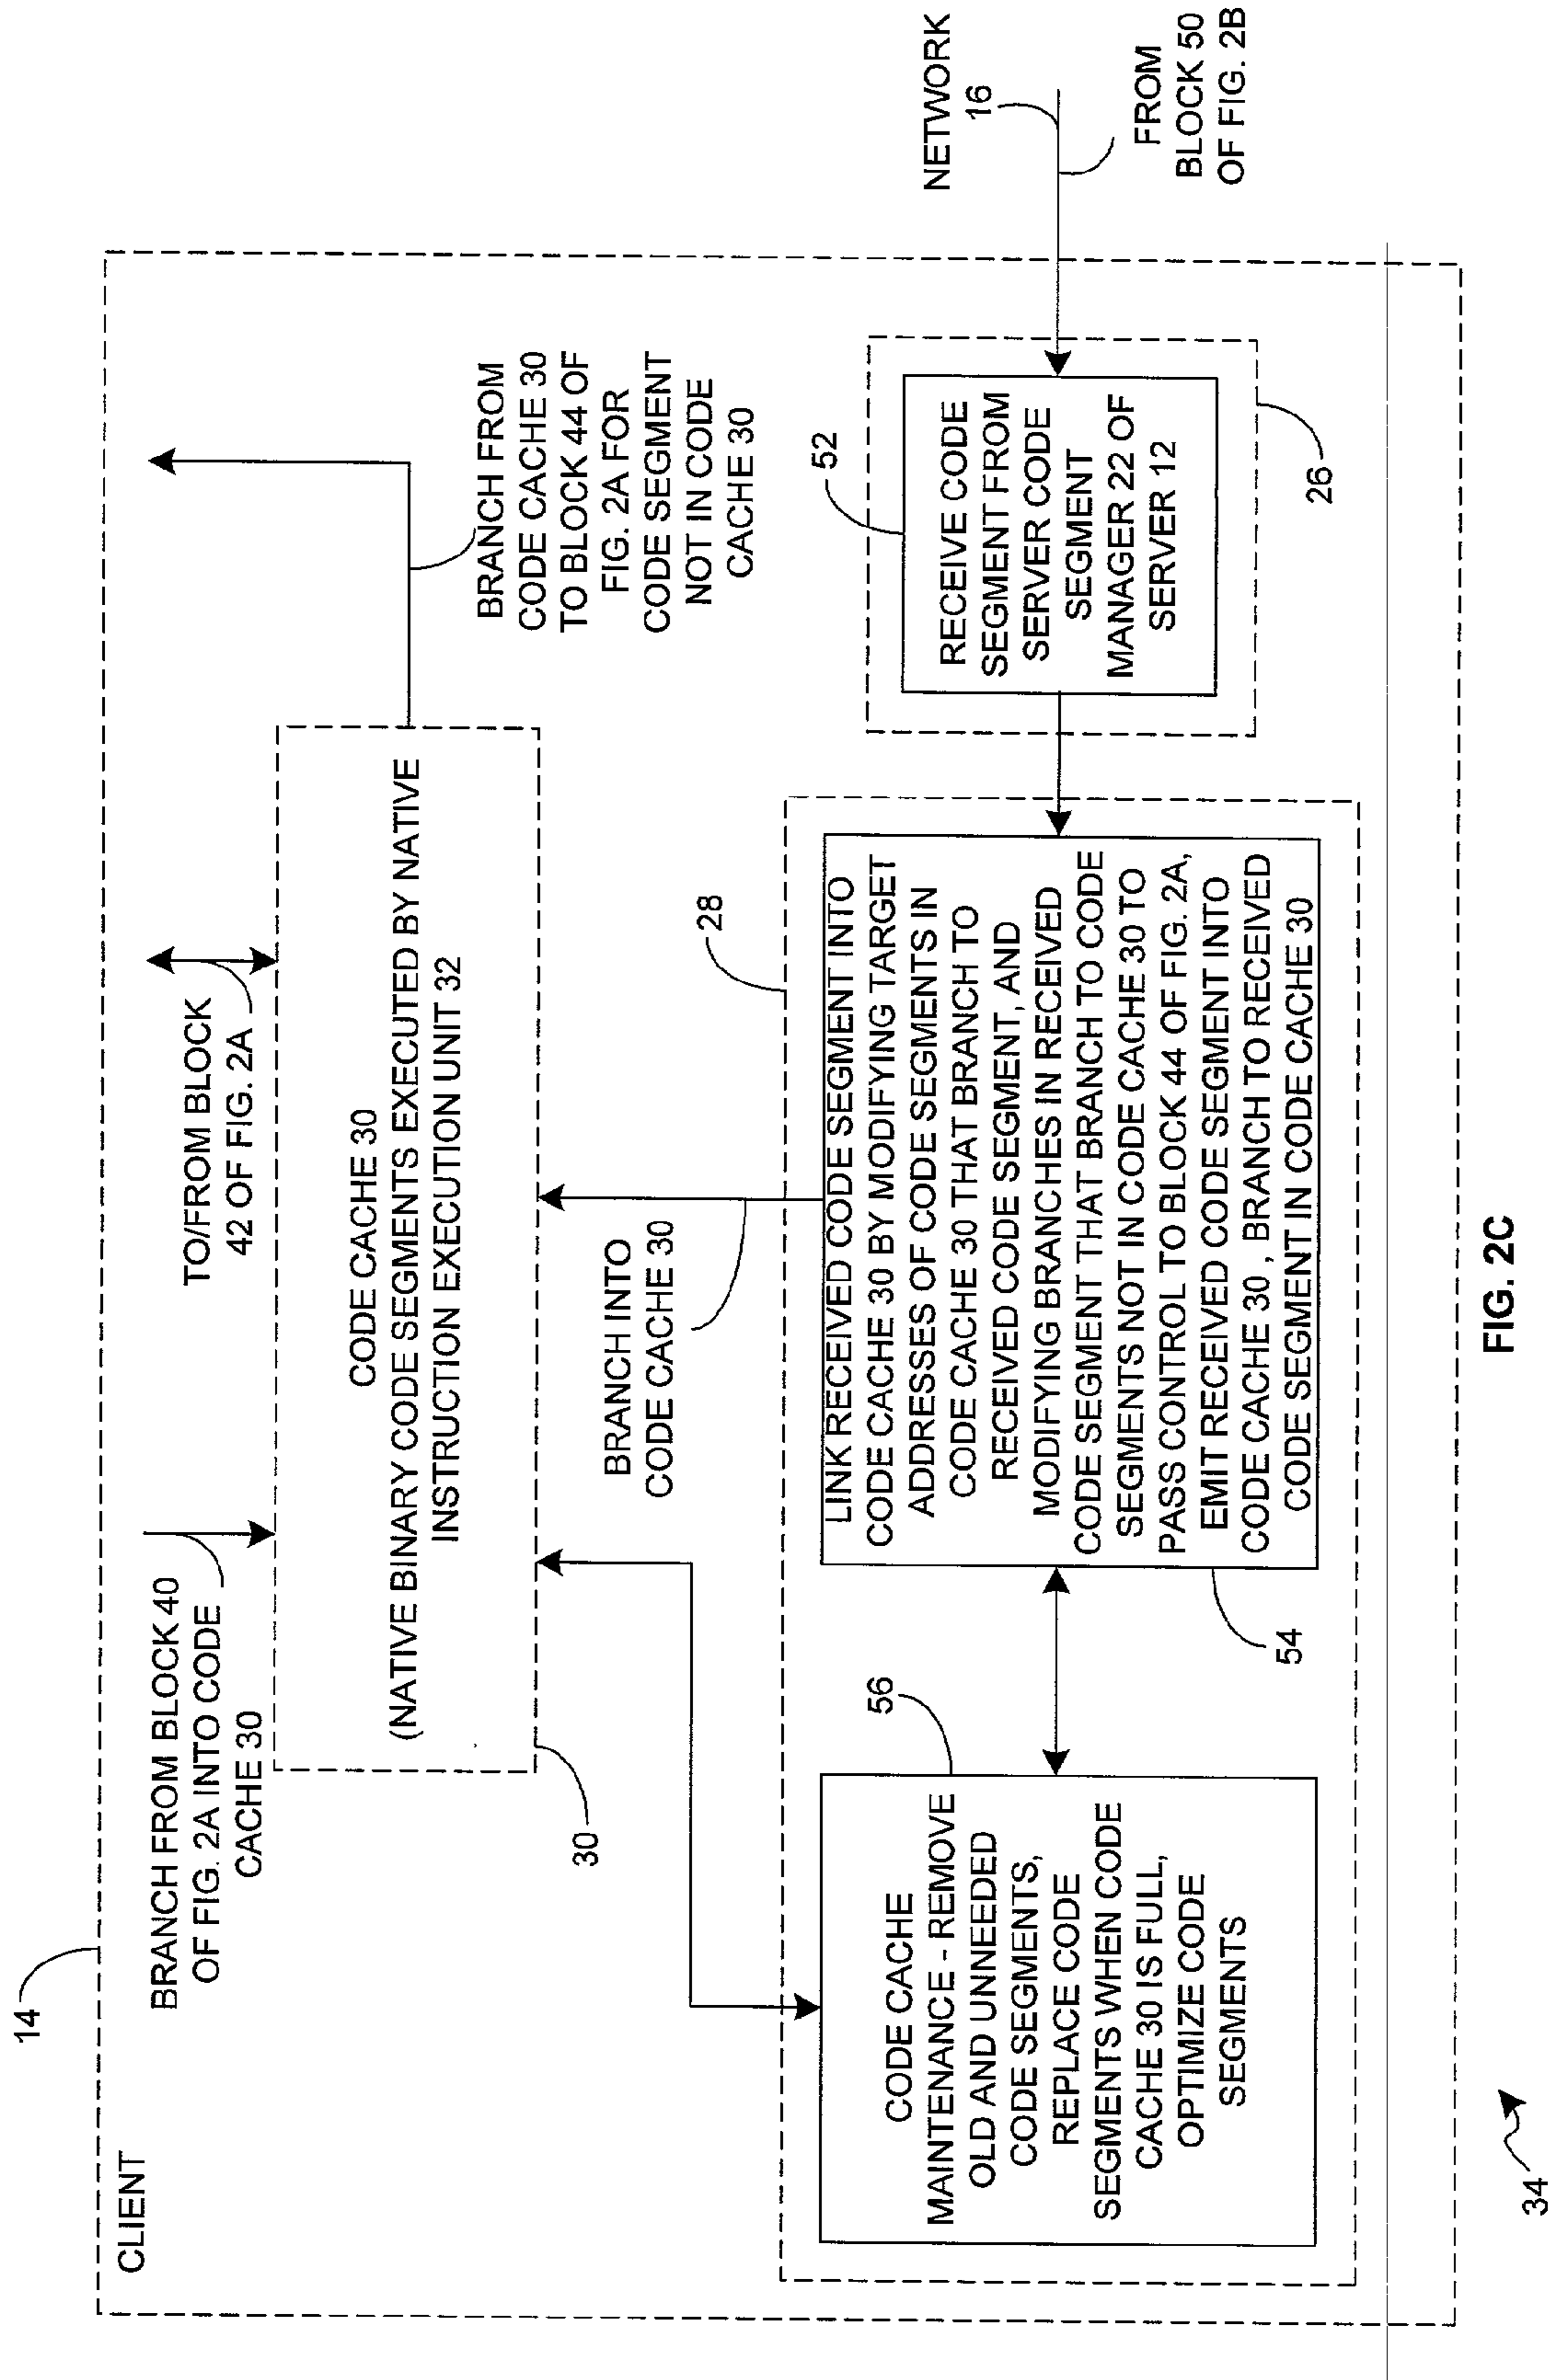 14
CLIENT
BRANCH FROM BLOCK 40
OF FIG. 2A INTO CODE
CACHE 30
TO/FROM BLOCK
42 OF FIG. 2A
CODE CACHE 30
(NATIVE BINARY CODE SEGMENTS EXECUTED BY NATIVE
INSTRUCTION EXECUTION UNIT 32
30
BRANCH FROM
CODE CACHE 30
TO BLOCK 44 OF
FIG. 2A FOR
CODE SEGMENT
NOT IN CODE
CACHE 30
BRANCH INTO
CODE CACHE 30
28
56
CODE CACHE
MAINTENANCE - REMOVE
OLD AND UNNEEDED
CODE SEGMENTS,
REPLACE CODE
SEGMENTS WHEN CODE
CACHE 30 IS FULL,
OPTIMIZE CODE
SEGMENTS
LINK RECEIVED CODE SEGMENT INTO
CODE CACHE 30 BY MODIFYING TARGET
ADDRESSES OF CODE SEGMENTS IN
CODE CACHE 30 THAT BRANCH TO
RECEIVED CODE SEGMENT, AND
MODIFYING BRANCHES IN RECEIVED
CODE SEGMENT THAT BRANCH TO CODE
SEGMENTS NOT IN CODE CACHE 30 TO
PASS CONTROL TO BLOCK 44 OF FIG. 2A,
EMIT RECEIVED CODE SEGMENT INTO
CODE CACHE 30 , BRANCH TO RECEIVED
CODE SEGMENT IN CODE CACHE 30
54
52
RECEIVE CODE
SEGMENT FROM
SERVER CODE
SEGMENT
MANAGER 22 OF
SERVER 12
26
NETWORK
16
FROM
BLOCK 50
OF FIG. 2B
34
FIG. 2C